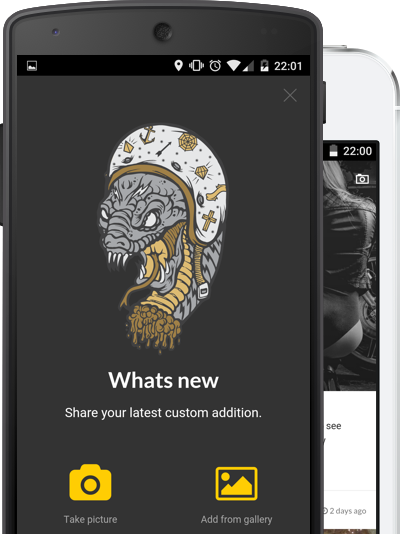 22:01
22:00
Whats new
Share your latest custom addition.
see
2 days ago
Take picture
Add from gallery